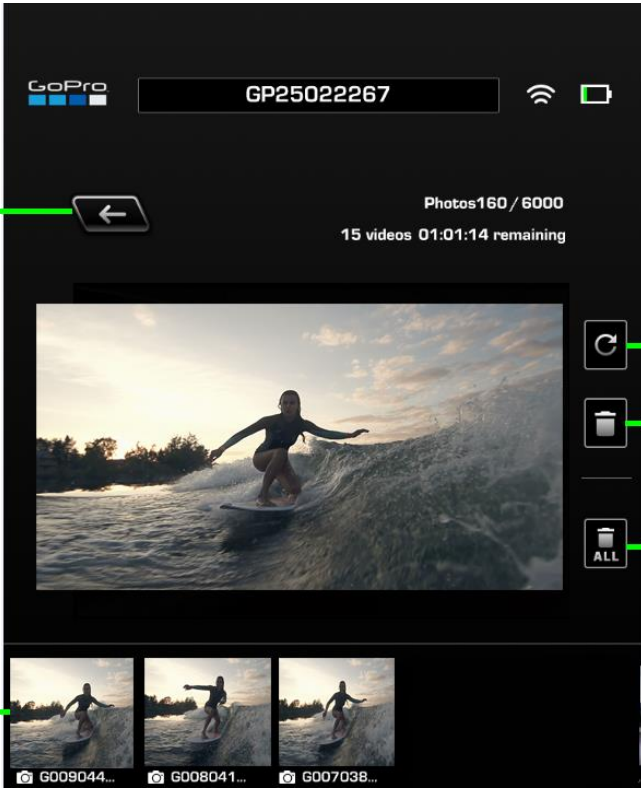 GoPro
GP25022267
Photos160 / 6000
15 videos 01:01:14 remaining
ALL
G009044...
G008041...
G007038...